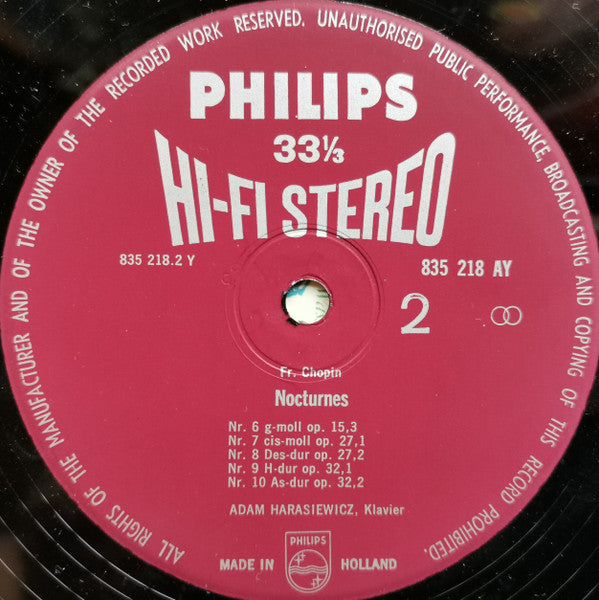 ALL RIGHTS OF THE MANUFACTURER AND OF THE OWNER OF THE RECORDED WORK RESERVED. UNAUTHORISED PUBLIC PERFORMANCE, BROADCASTING AND COPYING OF THIS RECORD PROHIBITED.
PHILIPS
33⅓
HI-FI STEREO
835 218.2 Y
835 218 AY
2
Fr. Chopin
Nocturnes
Nr. 6 g-moll op. 15,3
Nr. 7 cis-moll op. 27,1
Nr. 8 Des-dur op. 27,2
Nr. 9 H-dur op. 32,1
Nr. 10 As-dur op. 32,2
ADAM HARASIEWICZ, Klavier
PHILIPS
MADE IN HOLLAND